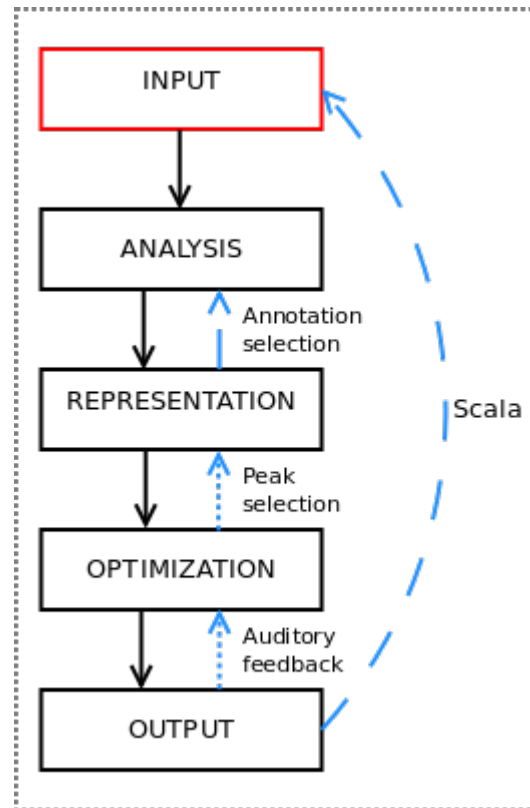 INPUT
ANALYSIS
Annotation
selection
REPRESENTATION
Scala
Peak
selection
OPTIMIZATION
Auditory
feedback
OUTPUT